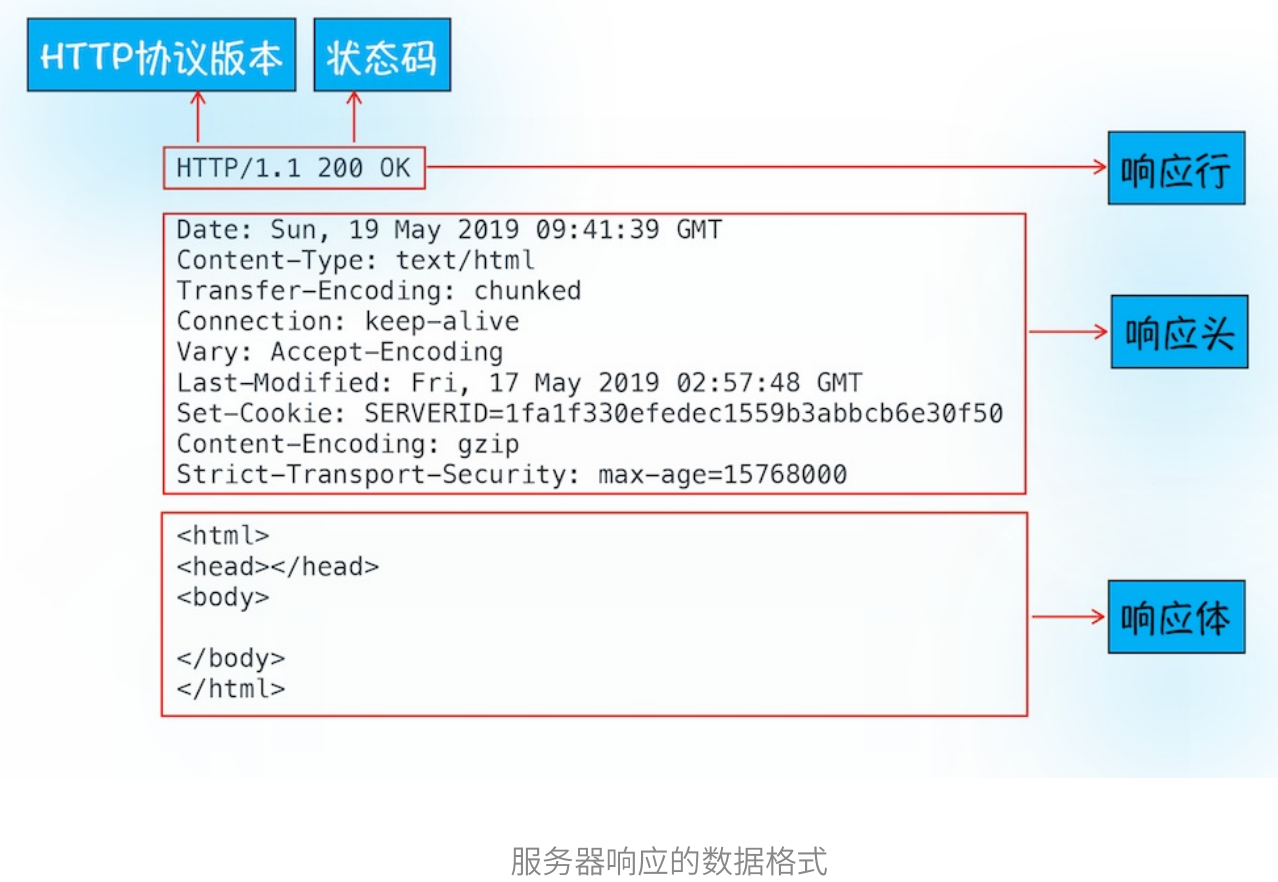 HTTP协议版本
状态码
HTTP/1.1 200 OK
响应行
Date: Sun, 19 May 2019 09:41:39 GMT
Content-Type: text/html
Transfer-Encoding: chunked
Connection: keep-alive
Vary: Accept-Encoding
Last-Modified: Fri, 17 May 2019 02:57:48 GMT
Set-Cookie: SERVERID=1fa1f330efedec1559b3abbcb6e30f50
Content-Encoding: gzip
Strict-Transport-Security: max-age=15768000
响应头
<html>
<head></head>
<body>
</body>
</html>
响应体
服务器响应的数据格式